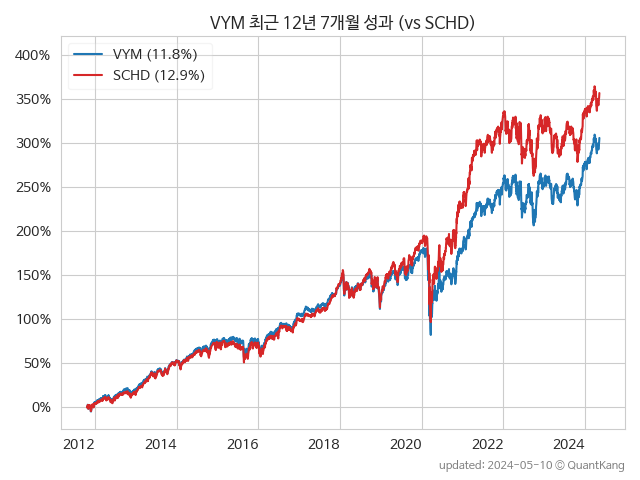 VYM 최근 12년 7개월 성과 (vs SCHD)
VYM (11.8%)
SCHD (12.9%)
400%
350%
300%
250%
200%
150%
100%
50%
0%
2012 2014 2016 2018 2020 2022 2024
updated: 2024-05-10 © QuantKang